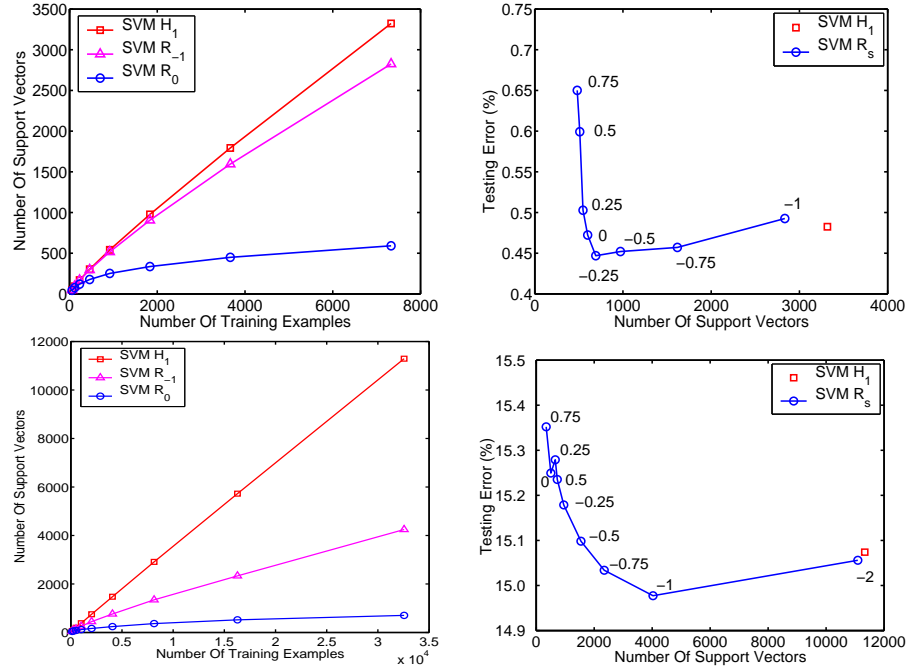 3500
3000
2500
2000
1500
1000
500
0
0 2000 4000 6000 8000
Number Of Support Vectors
Number Of Training Examples
SVM H1
SVM R−1
SVM R0
0.75
0.7
0.65
0.6
0.55
0.5
0.45
0.4
0 1000 2000 3000 4000
Testing Error (%)
Number Of Support Vectors
SVM H1
SVM Rs
0.75
0.5
0.25
0
−0.25
−0.5
−0.75
−1
12000
10000
8000
6000
4000
2000
0
0 0.5 1 1.5 2 2.5 3 3.5
x 10^4
Number Of Support Vectors
Number Of Training Examples
SVM H1
SVM R−1
SVM R0
15.5
15.4
15.3
15.2
15.1
15.0
14.9
0 2000 4000 6000 8000 10000 12000
Testing Error (%)
Number Of Support Vectors
SVM H1
SVM Rs
0.75
0.25
0
0.5
−0.25
−0.5
−0.75
−1
−2